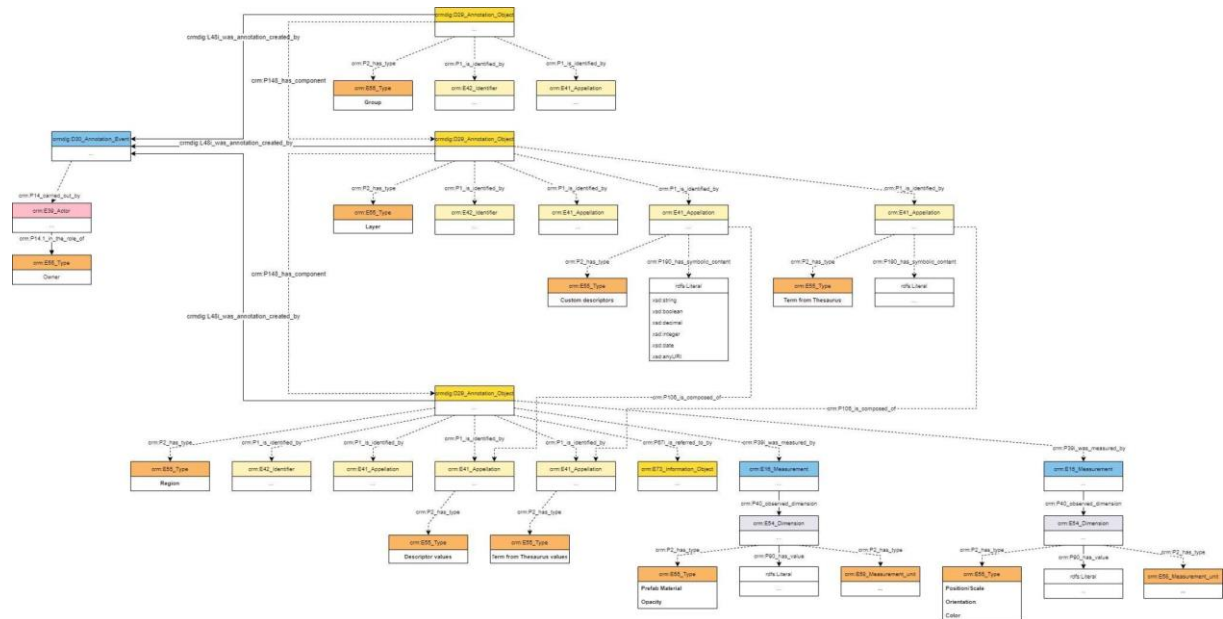 crmdig:D29_Annotation_Object
...
crmdig:L48i_was_annotation_created_by
crm:P2_has_type
crm:P1_is_identified_by
crm:P1_is_identified_by
crm:P148_has_component
crm:E55_Type
Group
crm:E42_Identifier
...
crm:E41_Appellation
...
crmdig:D30_Annotation_Event
...
crmdig:L48i_was_annotation_created_by
crmdig:D29_Annotation_Object
...
crm:P14_carried_out_by
crm:E39_Actor
...
crm:P14.1_in_the_role_of
crm:E55_Type
Owner
crm:P2_has_type
crm:P1_is_identified_by
crm:P1_is_identified_by
crm:P1_is_identified_by
crm:P1_is_identified_by
crm:E55_Type
Layer
crm:E42_Identifier
...
crm:E41_Appellation
...
crm:E41_Appellation
...
crm:E41_Appellation
...
crm:P2_has_type
crm:P190_has_symbolic_content
crm:P2_has_type
crm:P190_has_symbolic_content
crm:P148_has_component
crm:E55_Type
Custom descriptors
rdfs:Literal
xsd:string
xsd:boolean
xsd:decimal
xsd:integer
xsd:date
xsd:anyURI
crm:E55_Type
Term from Thesaurus
rdfs:Literal
...
crmdig:L48i_was_annotation_created_by
crmdig:D29_Annotation_Object
...
crm:P106_is_composed_of
crm:P106_is_composed_of
crm:P2_has_type
crm:P1_is_identified_by
crm:P1_is_identified_by
crm:P1_is_identified_by
crm:P1_is_identified_by
crm:P67i_is_referred_to_by
crm:P39i_was_measured_by
crm:P39i_was_measured_by
crm:E55_Type
Region
crm:E42_Identifier
...
crm:E41_Appellation
...
crm:E41_Appellation
...
crm:E41_Appellation
...
crm:E73_Information_Object
...
crm:E16_Measurement
...
crm:E16_Measurement
...
crm:P2_has_type
crm:P2_has_type
crm:P40_observed_dimension
crm:P40_observed_dimension
crm:E55_Type
Descriptor values
crm:E55_Type
Term from Thesaurus values
crm:E54_Dimension
...
crm:E54_Dimension
...
crm:P2_has_type
crm:P90_has_value
crm:P2_has_type
crm:P2_has_type
crm:P90_has_value
crm:P2_has_type
crm:E55_Type
Prefab Material
Opacity
rdfs:Literal
...
crm:E58_Measurement_unit
...
crm:E55_Type
Position/Scale
Orientation
Color
rdfs:Literal
...
crm:E58_Measurement_unit
...